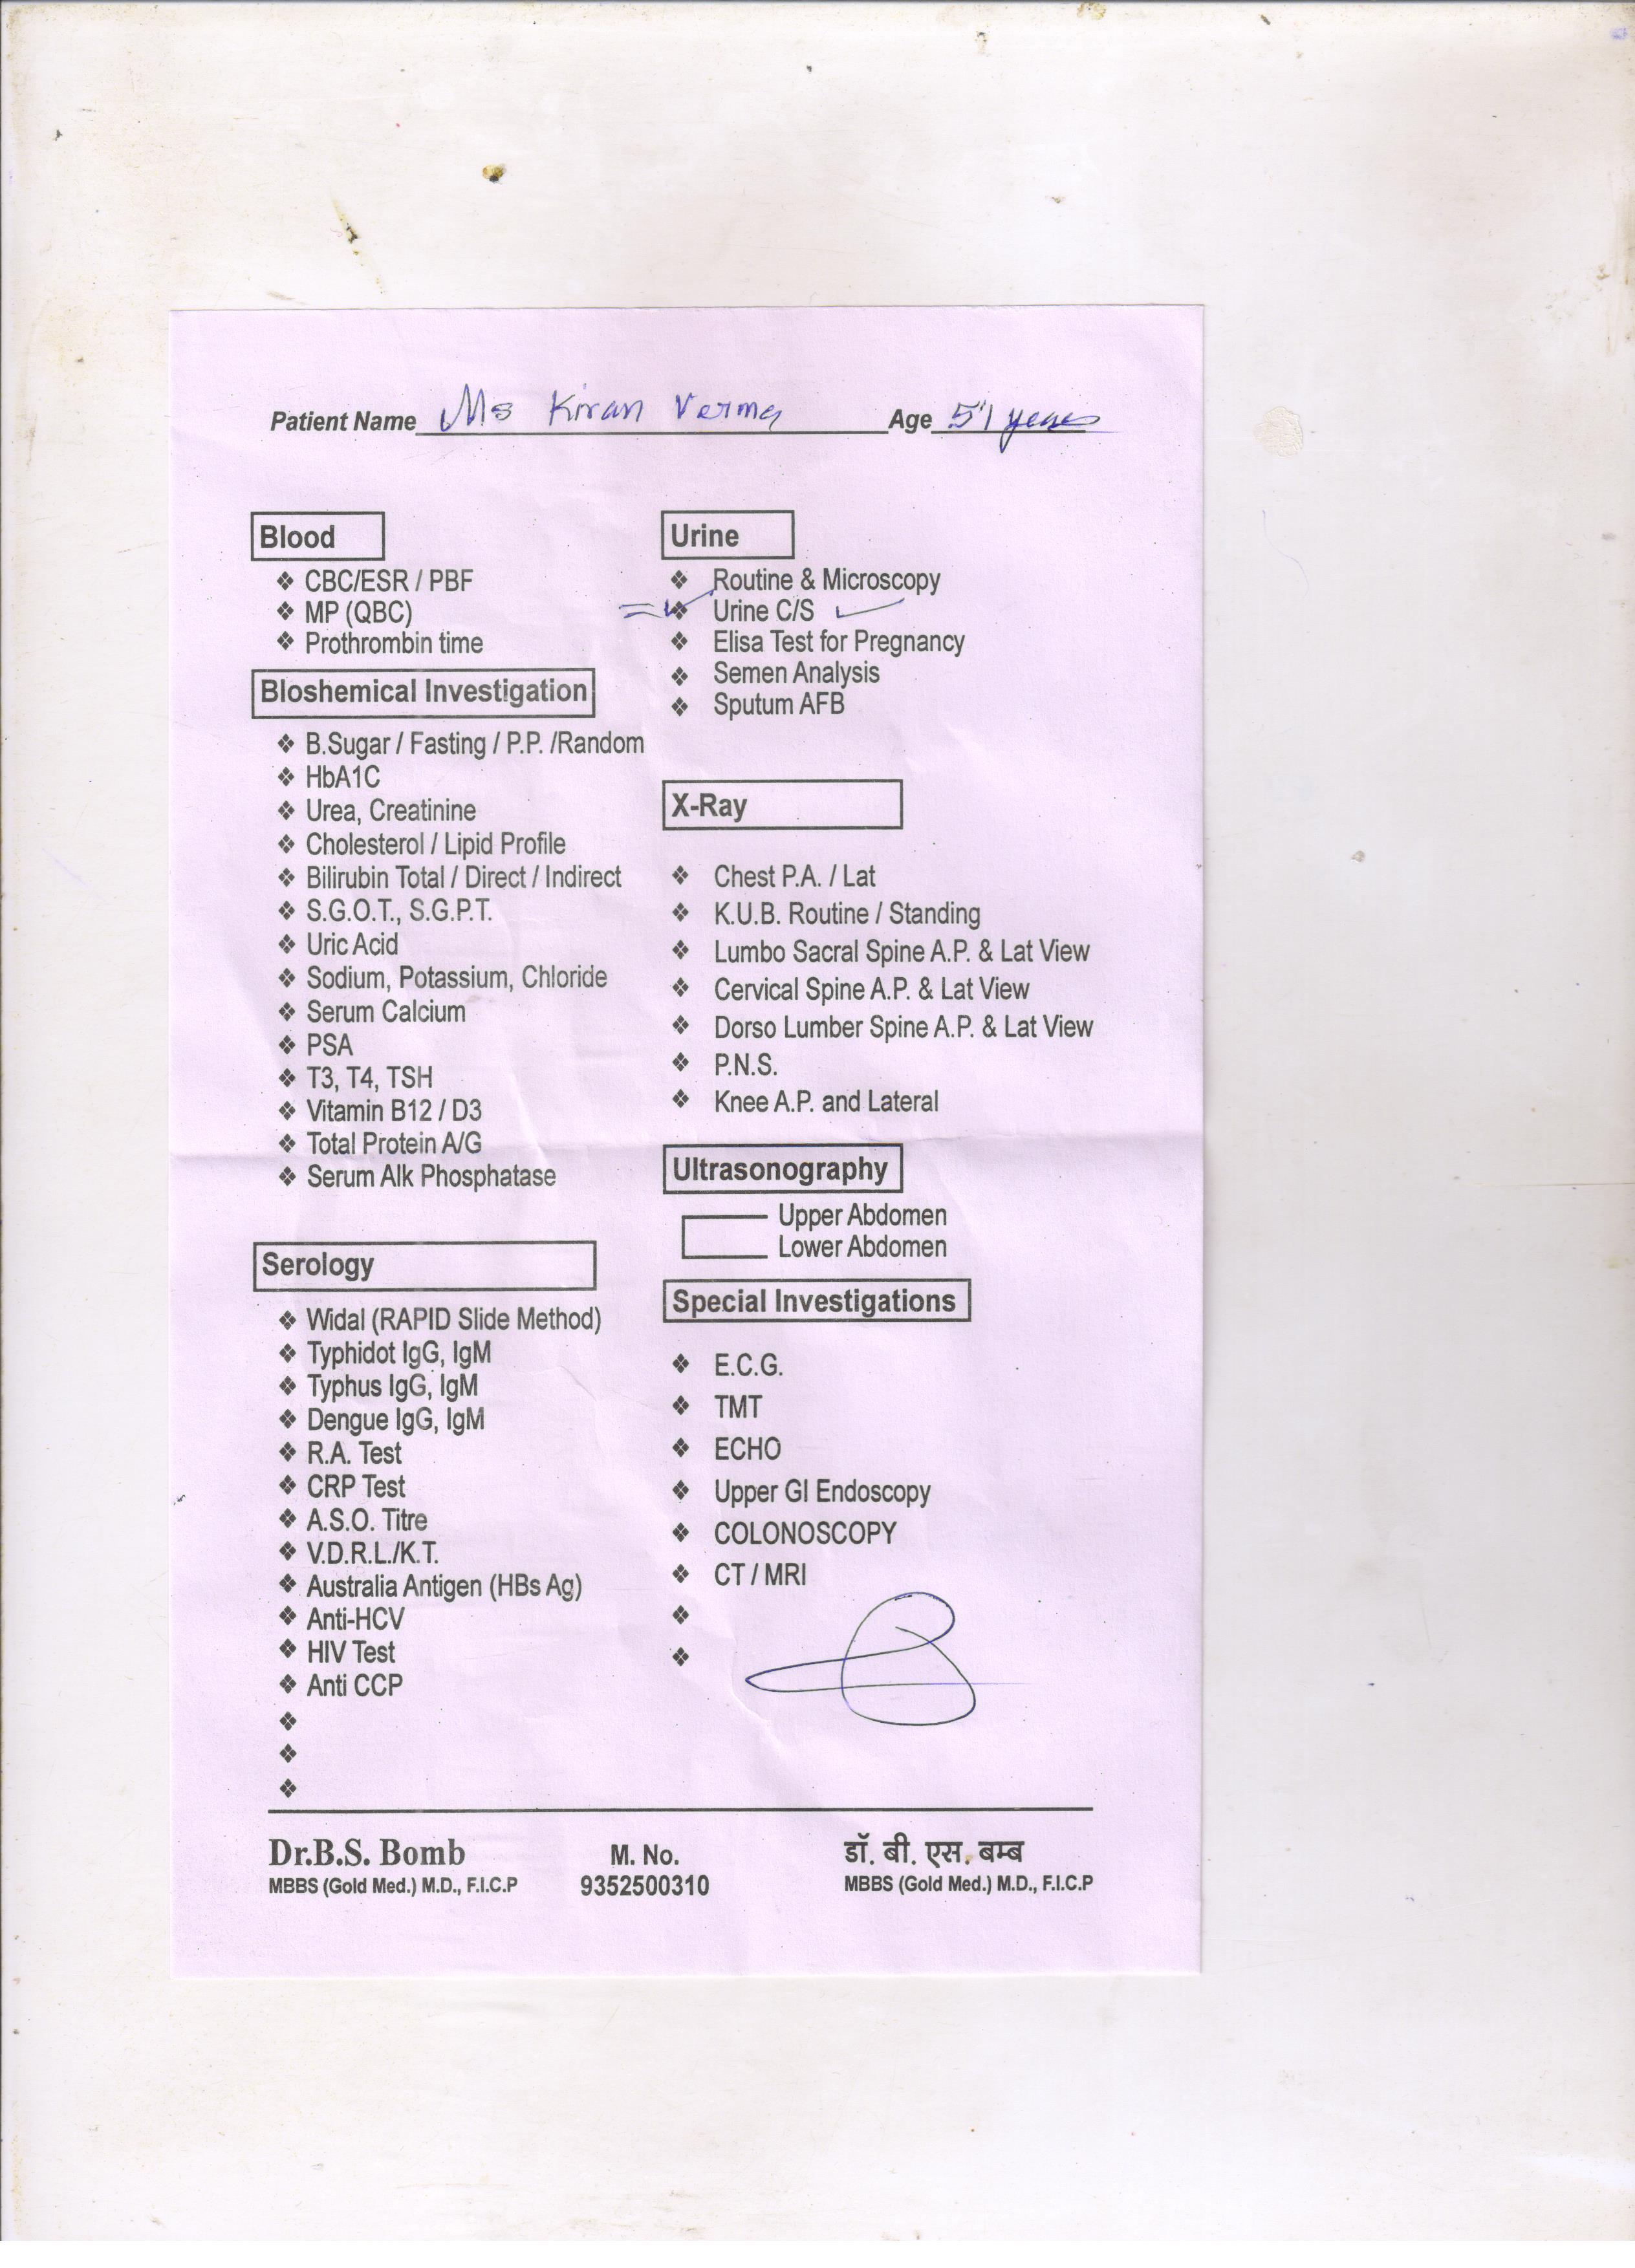 Patient Name Ms Kiran Verma Age 51 years
Blood
❖ CBC/ESR / PBF
❖ MP (QBC)
❖ Prothrombin time
Bloshemical Investigation
❖ B.Sugar / Fasting / P.P. /Random
❖ HbA1C
❖ Urea, Creatinine
❖ Cholesterol / Lipid Profile
❖ Bilirubin Total / Direct / Indirect
❖ S.G.O.T., S.G.P.T.
❖ Uric Acid
❖ Sodium, Potassium, Chloride
❖ Serum Calcium
❖ PSA
❖ T3, T4, TSH
❖ Vitamin B12 / D3
❖ Total Protein A/G
❖ Serum Alk Phosphatase
Serology
❖ Widal (RAPID Slide Method)
❖ Typhidot IgG, IgM
❖ Typhus IgG, IgM
❖ Dengue IgG, IgM
❖ R.A. Test
❖ CRP Test
❖ A.S.O. Titre
❖ V.D.R.L./K.T.
❖ Australia Antigen (HBs Ag)
❖ Anti-HCV
❖ HIV Test
❖ Anti CCP
Urine
❖ Routine & Microscopy
❖ Urine C/S
❖ Elisa Test for Pregnancy
❖ Semen Analysis
❖ Sputum AFB
X-Ray
❖ Chest P.A. / Lat
❖ K.U.B. Routine / Standing
❖ Lumbo Sacral Spine A.P. & Lat View
❖ Cervical Spine A.P. & Lat View
❖ Dorso Lumber Spine A.P. & Lat View
❖ P.N.S.
❖ Knee A.P. and Lateral
Ultrasonography
Upper Abdomen
Lower Abdomen
Special Investigations
❖ E.C.G.
❖ TMT
❖ ECHO
❖ Upper GI Endoscopy
❖ COLONOSCOPY
❖ CT / MRI
Dr.B.S. Bomb
MBBS (Gold Med.) M.D., F.I.C.P
M. No.
9352500310
डॉ. बी. एस. बम्ब
MBBS (Gold Med.) M.D., F.I.C.P